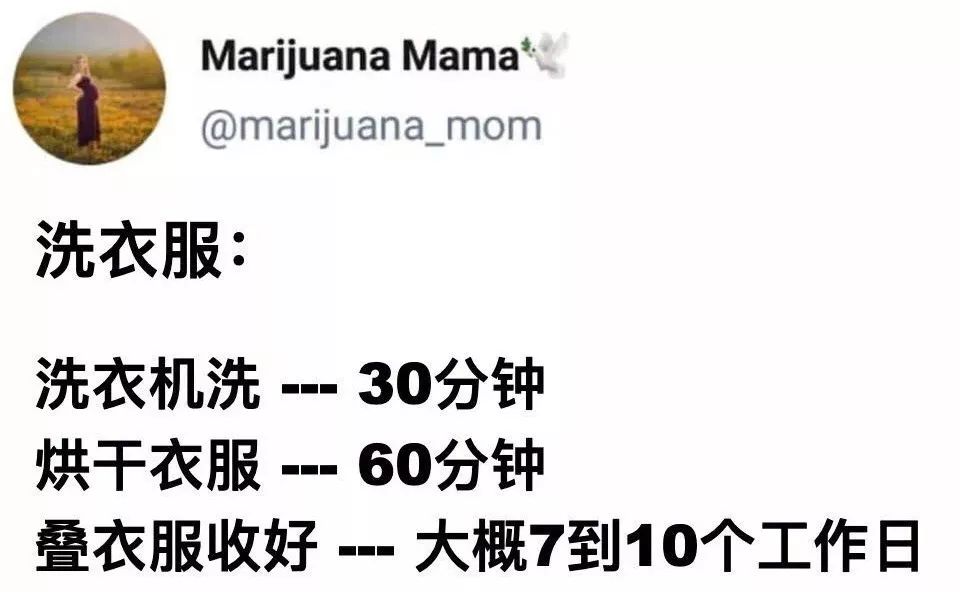 Marijuana Mama🕊️
@marijuana_mom
洗衣服：
洗衣机洗 --- 30分钟
烘干衣服 --- 60分钟
叠衣服收好 --- 大概7到10个工作日